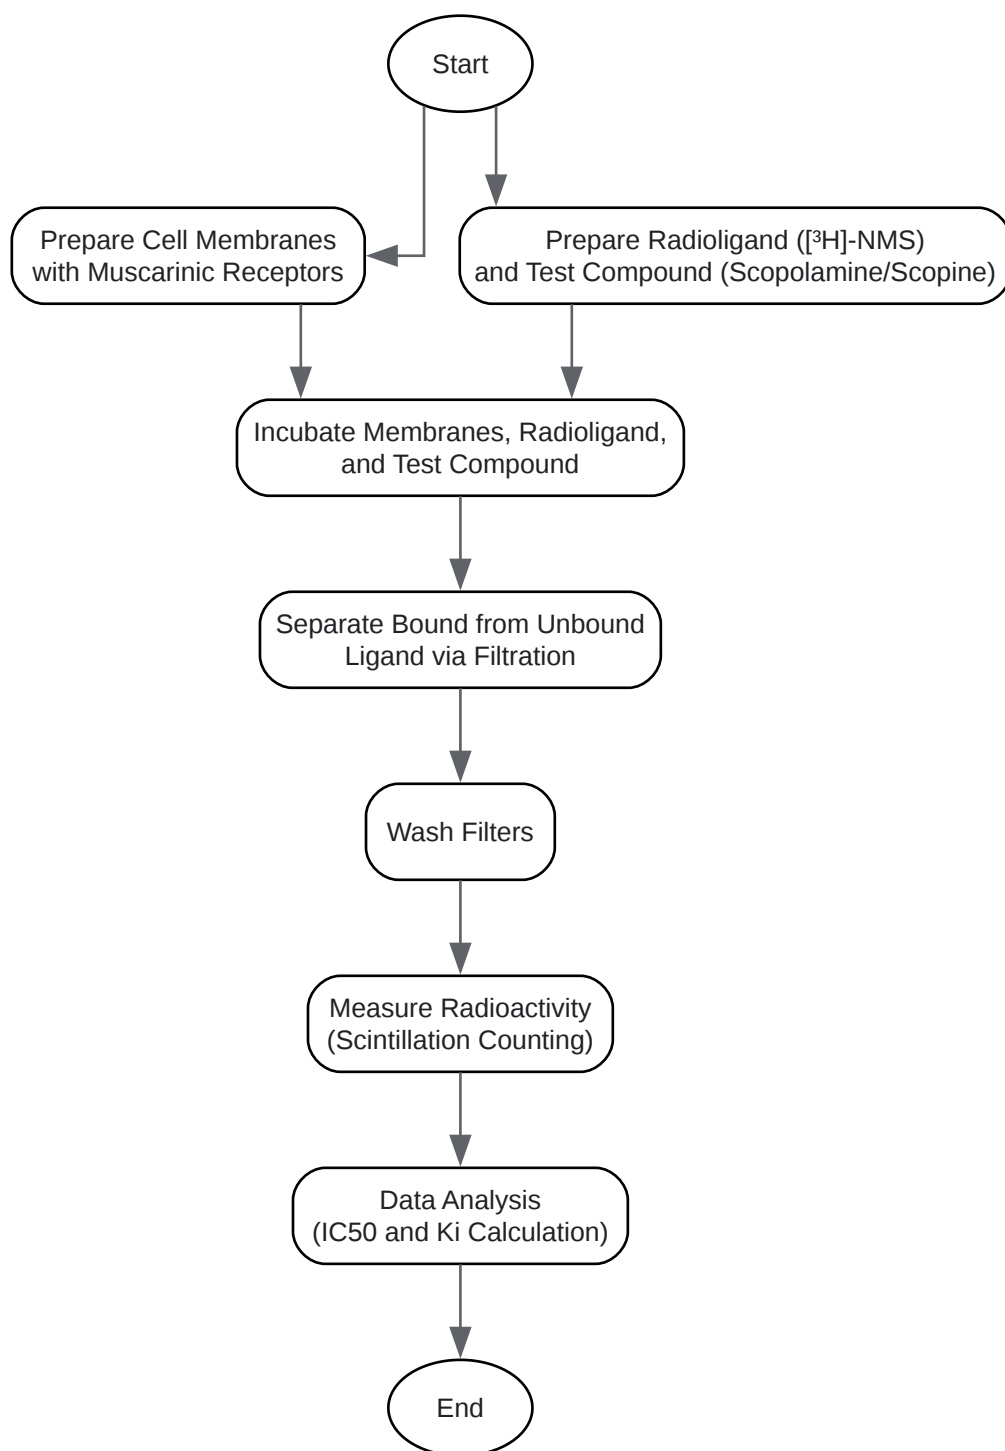 Start
Prepare Cell Membranes
with Muscarinic Receptors
Prepare Radioligand ([³H]-NMS)
and Test Compound (Scopolamine/Scopine)
Incubate Membranes, Radioligand,
and Test Compound
Separate Bound from Unbound
Ligand via Filtration
Wash Filters
Measure Radioactivity
(Scintillation Counting)
Data Analysis
(IC50 and Ki Calculation)
End